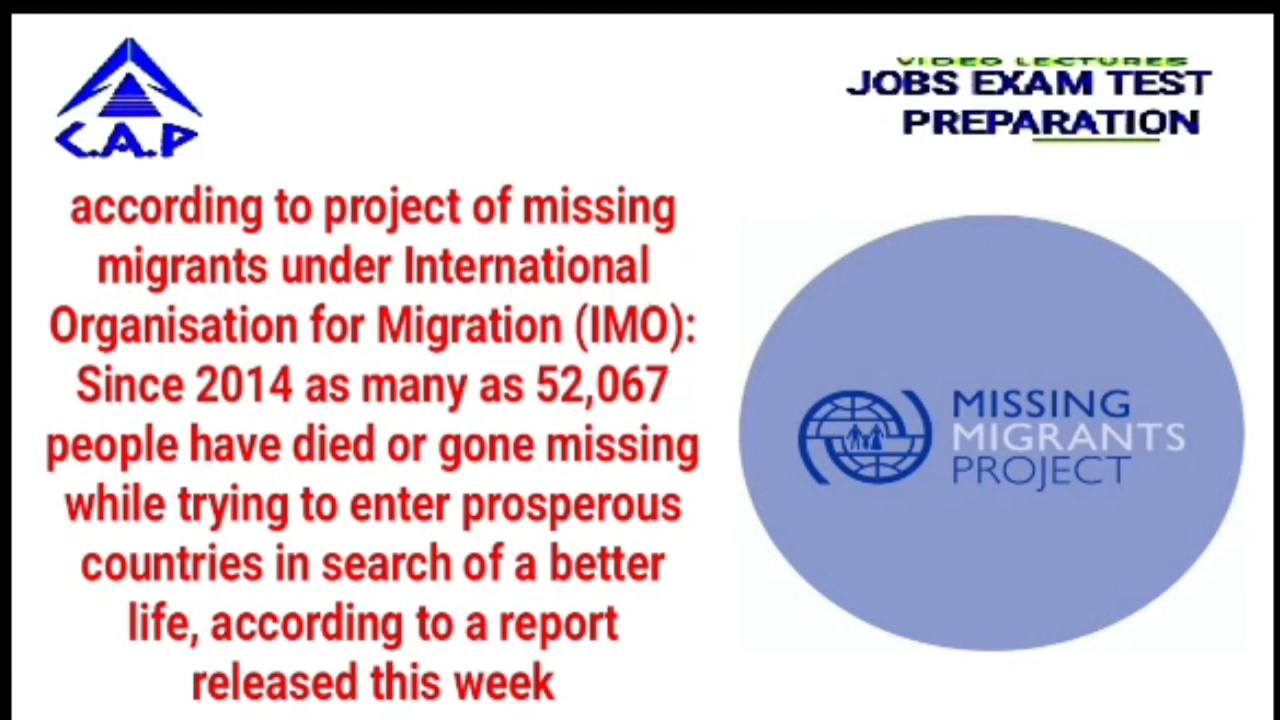 C.A.P
VIDEO LECTURES
JOBS EXAM TEST
PREPARATION
according to project of missing
migrants under International
Organisation for Migration (IMO):
Since 2014 as many as 52,067
people have died or gone missing
while trying to enter prosperous
countries in search of a better
life, according to a report
released this week
MISSING
MIGRANTS
PROJECT